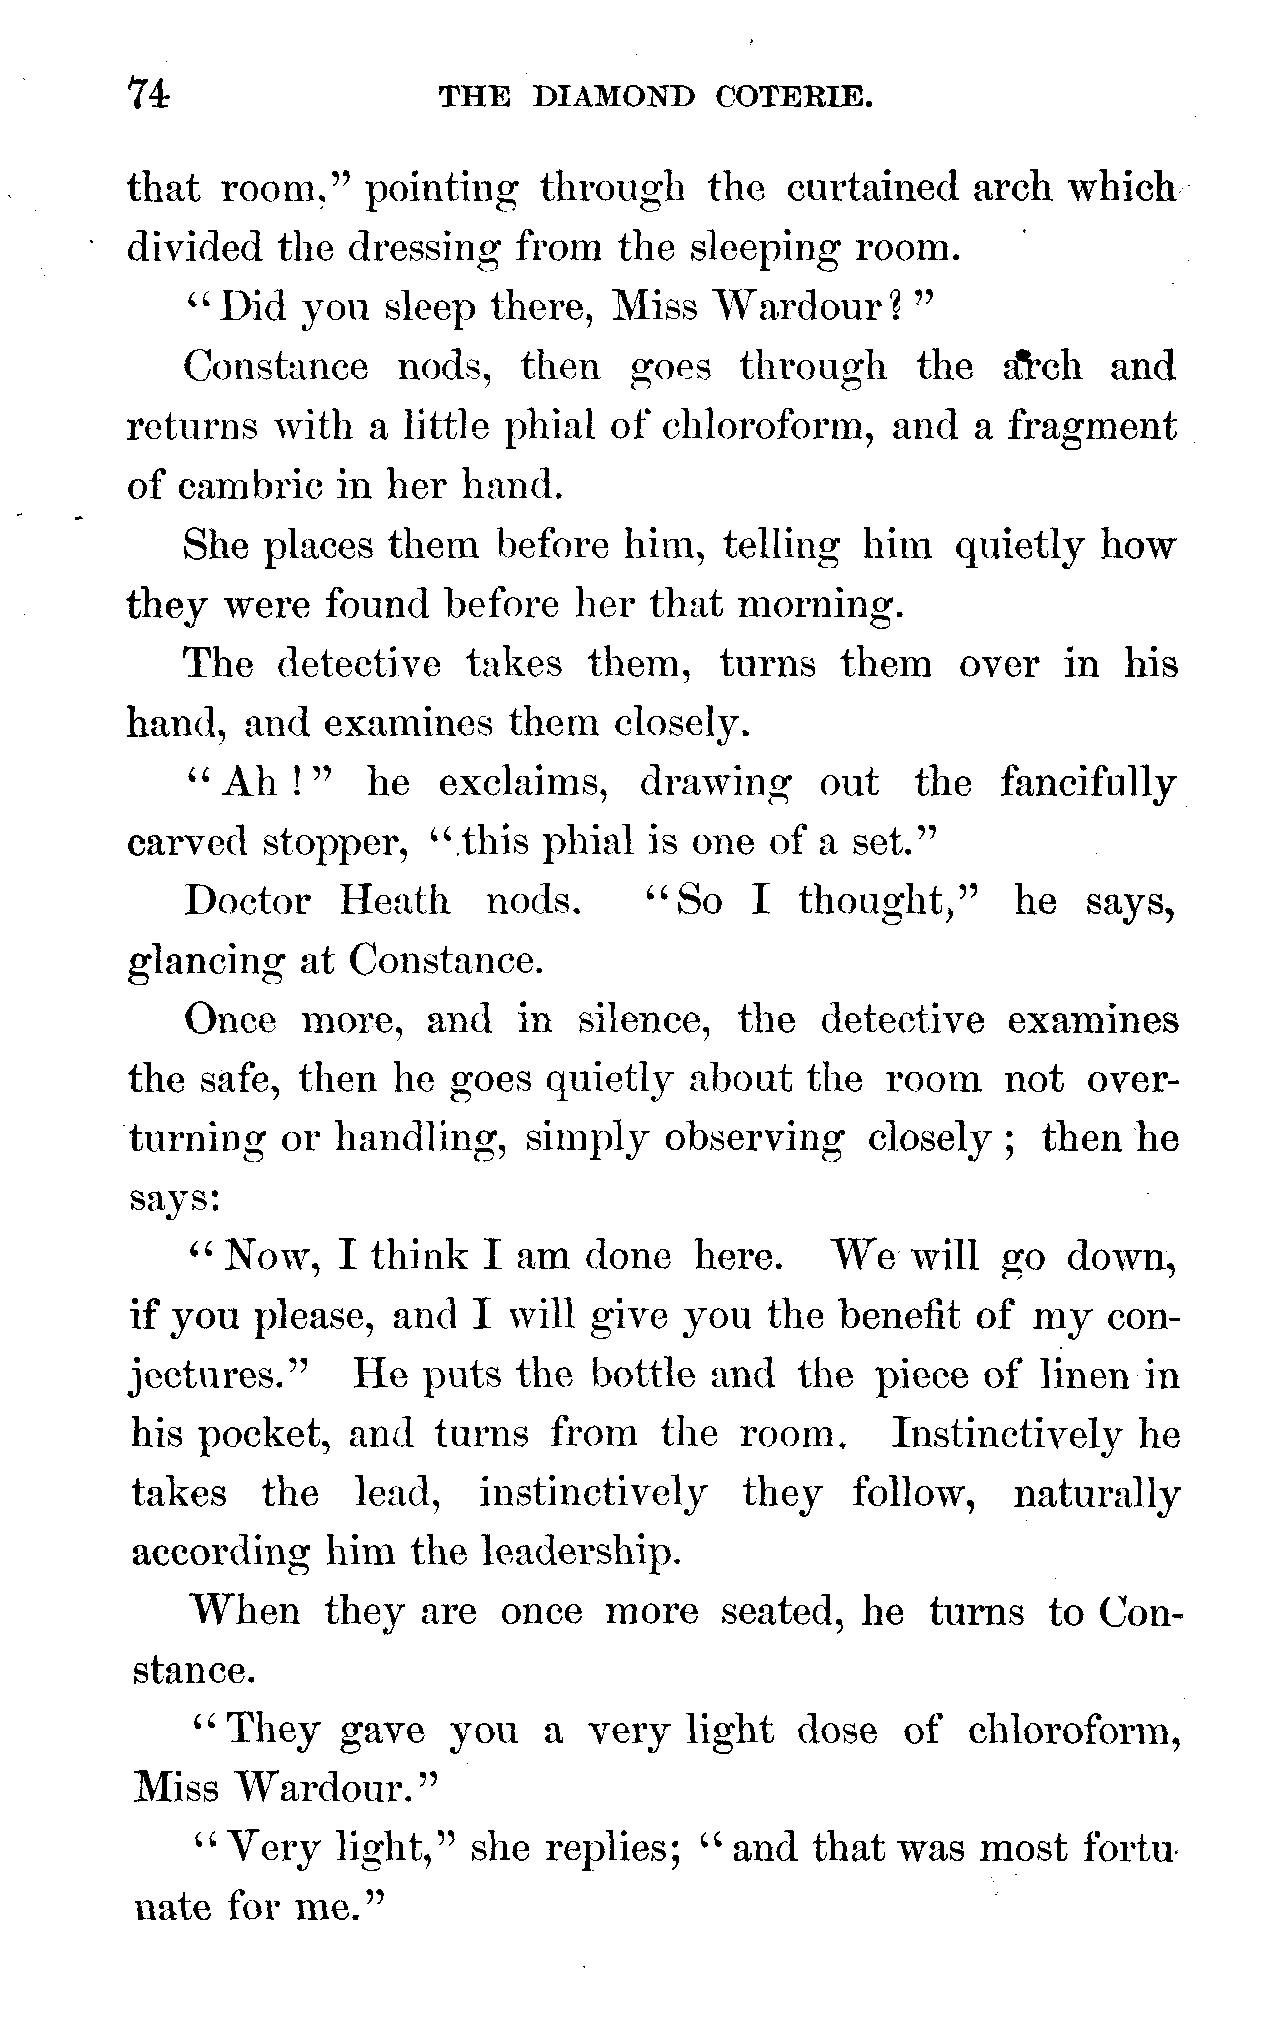 74 THE DIAMOND COTERIE.
that room," pointing through the curtained arch which
divided the dressing from the sleeping room.
"Did you sleep there, Miss Wardour?"
Constance nods, then goes through the arch and
returns with a little phial of chloroform, and a fragment
of cambric in her hand.
She places them before him, telling him quietly how
they were found before her that morning.
The detective takes them, turns them over in his
hand, and examines them closely.
"Ah!" he exclaims, drawing out the fancifully
carved stopper, "this phial is one of a set."
Doctor Heath nods. "So I thought," he says,
glancing at Constance.
Once more, and in silence, the detective examines
the safe, then he goes quietly about the room not over-
turning or handling, simply observing closely; then he
says:
"Now, I think I am done here. We will go down,
if you please, and I will give you the benefit of my con-
jectures." He puts the bottle and the piece of linen in
his pocket, and turns from the room. Instinctively he
takes the lead, instinctively they follow, naturally
according him the leadership.
When they are once more seated, he turns to Con-
stance.
"They gave you a very light dose of chloroform,
Miss Wardour."
"Very light," she replies; "and that was most fortu-
nate for me."